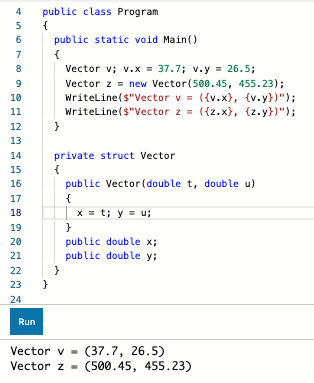 4 public class Program
5 {
6 public static void Main()
7 {
8 Vector v; v.x = 37.7; v.y = 26.5;
9 Vector z = new Vector(500.45, 455.23);
10 WriteLine($"Vector v = ({v.x}, {v.y})");
11 WriteLine($"Vector z = ({z.x}, {z.y})");
12 }
13
14 private struct Vector
15 {
16 public Vector(double t, double u)
17 {
18 x = t; y = u;
19 }
20 public double x;
21 public double y;
22 }
23 }
24
Run
Vector v = (37.7, 26.5)
Vector z = (500.45, 455.23)